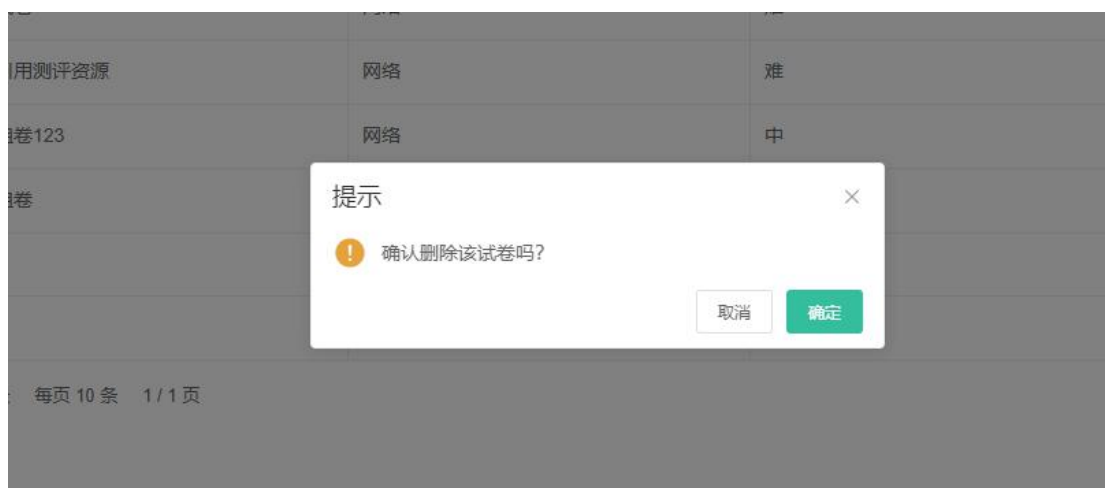 用测评资源 网络 难
卷123 网络 中
卷
提示
确认删除该试卷吗?
取消 确定
每页 10 条 1 / 1 页